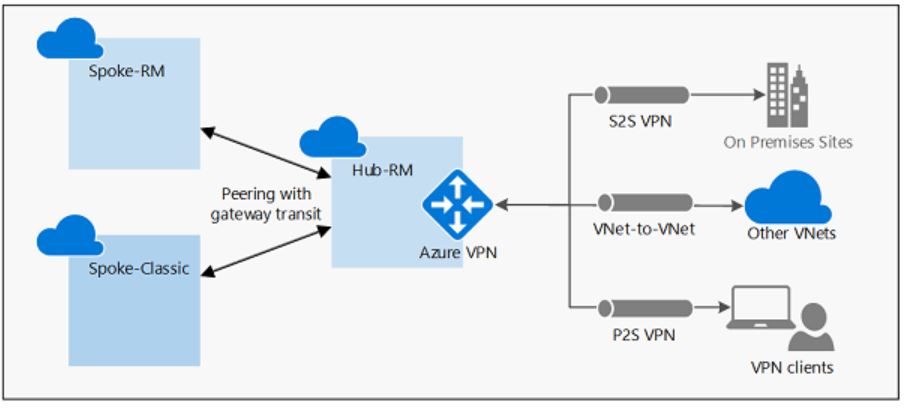 Spoke-RM
Hub-RM
Peering with
gateway transit
Spoke-Classic
Azure VPN
S2S VPN
On Premises Sites
VNet-to-VNet
Other VNets
P2S VPN
VPN clients